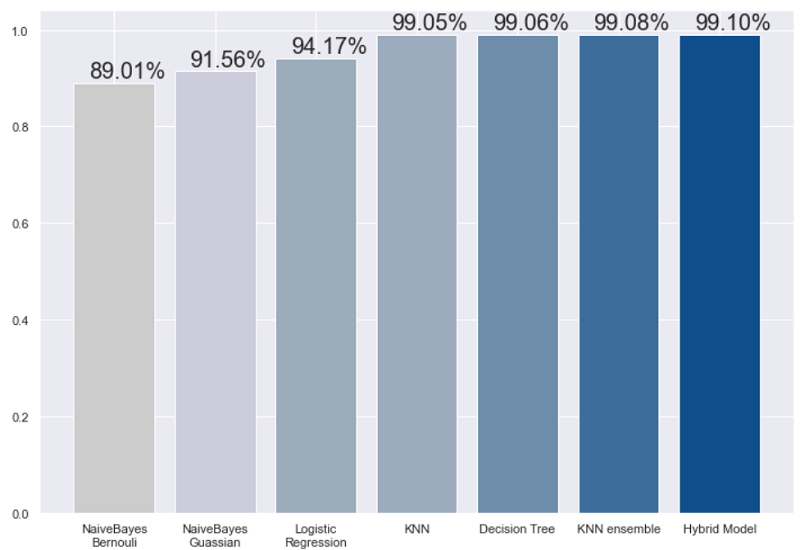 89.01%
91.56%
94.17%
99.05%
99.06%
99.08%
99.10%
1.0
0.8
0.6
0.4
0.2
0.0
NaiveBayes
Bernouli
NaiveBayes
Guassian
Logistic
Regression
KNN
Decision Tree
KNN ensemble
Hybrid Model